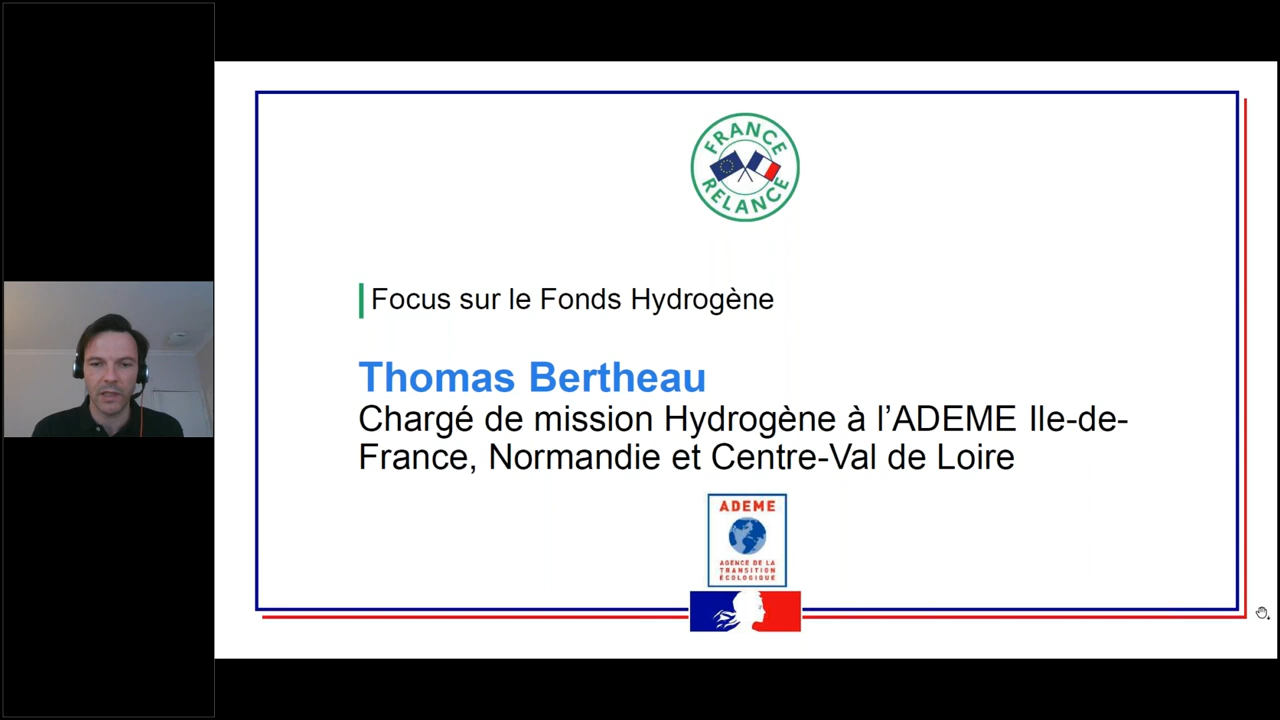 FRANCE
RELANCE
Focus sur le Fonds Hydrogène
Thomas Bertheau
Chargé de mission Hydrogène à l’ADEME Ile-de-
France, Normandie et Centre-Val de Loire
ADEME
AGENCE DE LA
TRANSITION
ÉCOLOGIQUE